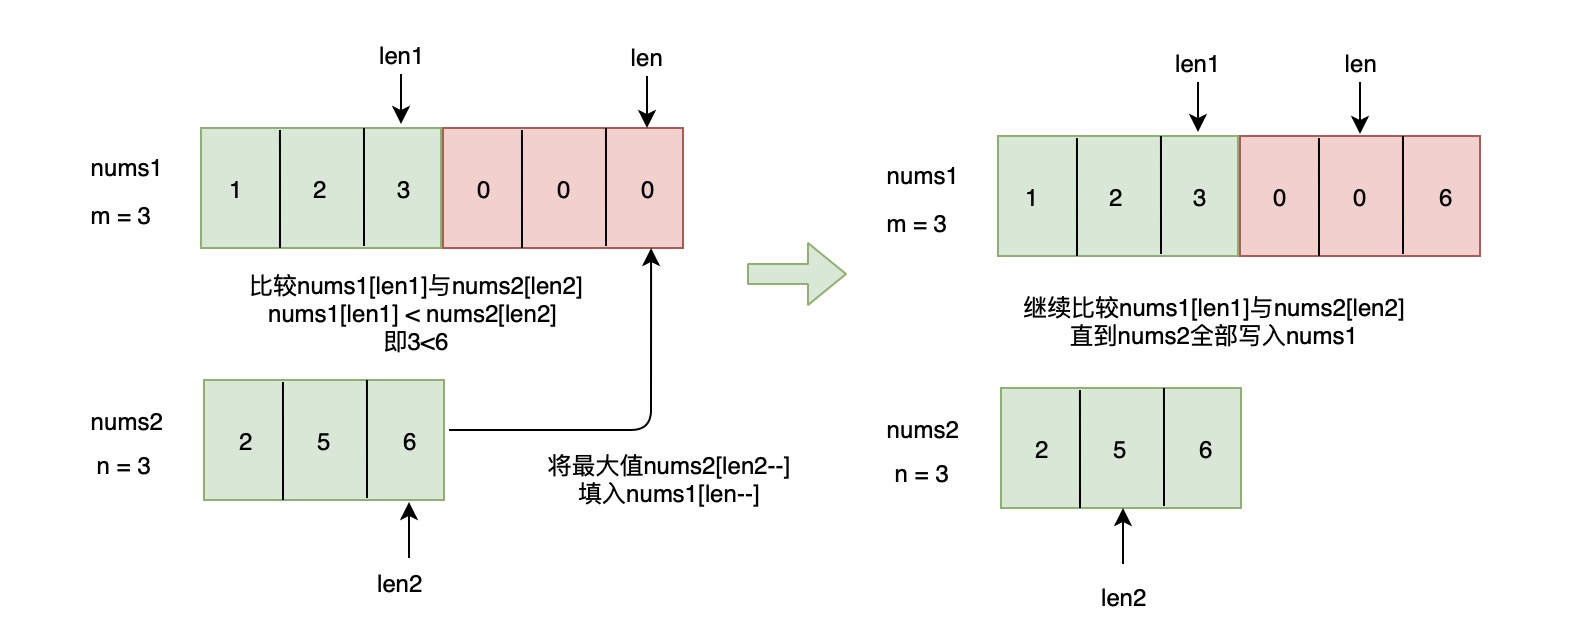 len1
len
nums1
m = 3
1 2 3 0 0 0
比较nums1[len1]与nums2[len2]
nums1[len1] < nums2[len2]
即3<6
nums2
n = 3
2 5 6
将最大值nums2[len2--]
填入nums1[len--]
len2
len1
len
nums1
m = 3
1 2 3 0 0 6
继续比较nums1[len1]与nums2[len2]
直到nums2全部写入nums1
nums2
n = 3
2 5 6
len2